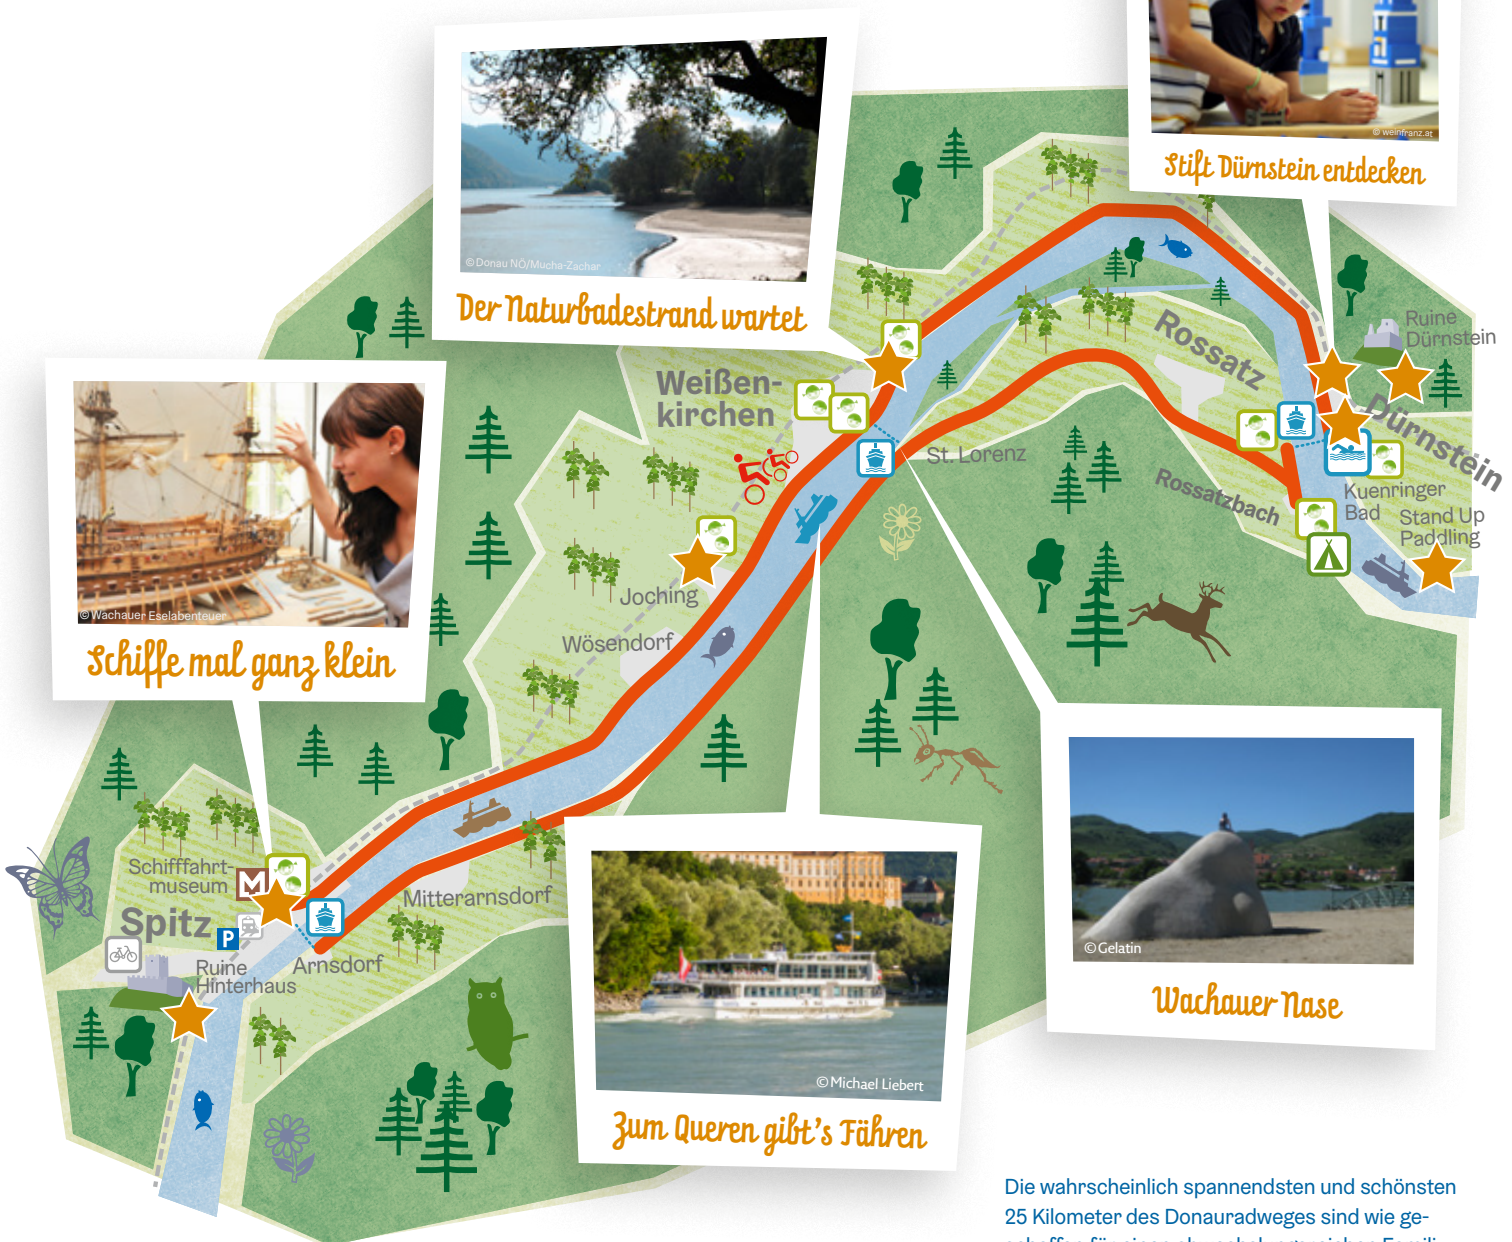 © weinfranz.at
Stift Dürnstein entdecken
©Donau NÖ/Mucha-Zachar
Der Naturbadestrand wartet
Ruine
Dürnstein
Rossatz
Weißen-
kirchen
Dürnstein
St. Lorenz
Rossatzbach
Kuenringer
Bad
Stand Up
Paddling
Joching
Wösendorf
©Wachauer Eselabenteuer
Schiffe mal ganz klein
Schifffahrt-
museum
M
Spitz
P
Mitterarnsdorf
Arnsdorf
Ruine
Hinterhaus
©Gelatin
Wachauer Nase
©Michael Liebert
Zum Queren gibt's Fähren
Die wahrscheinlich spannendsten und schönsten
25 Kilometer des Donauradweges sind wie ge-